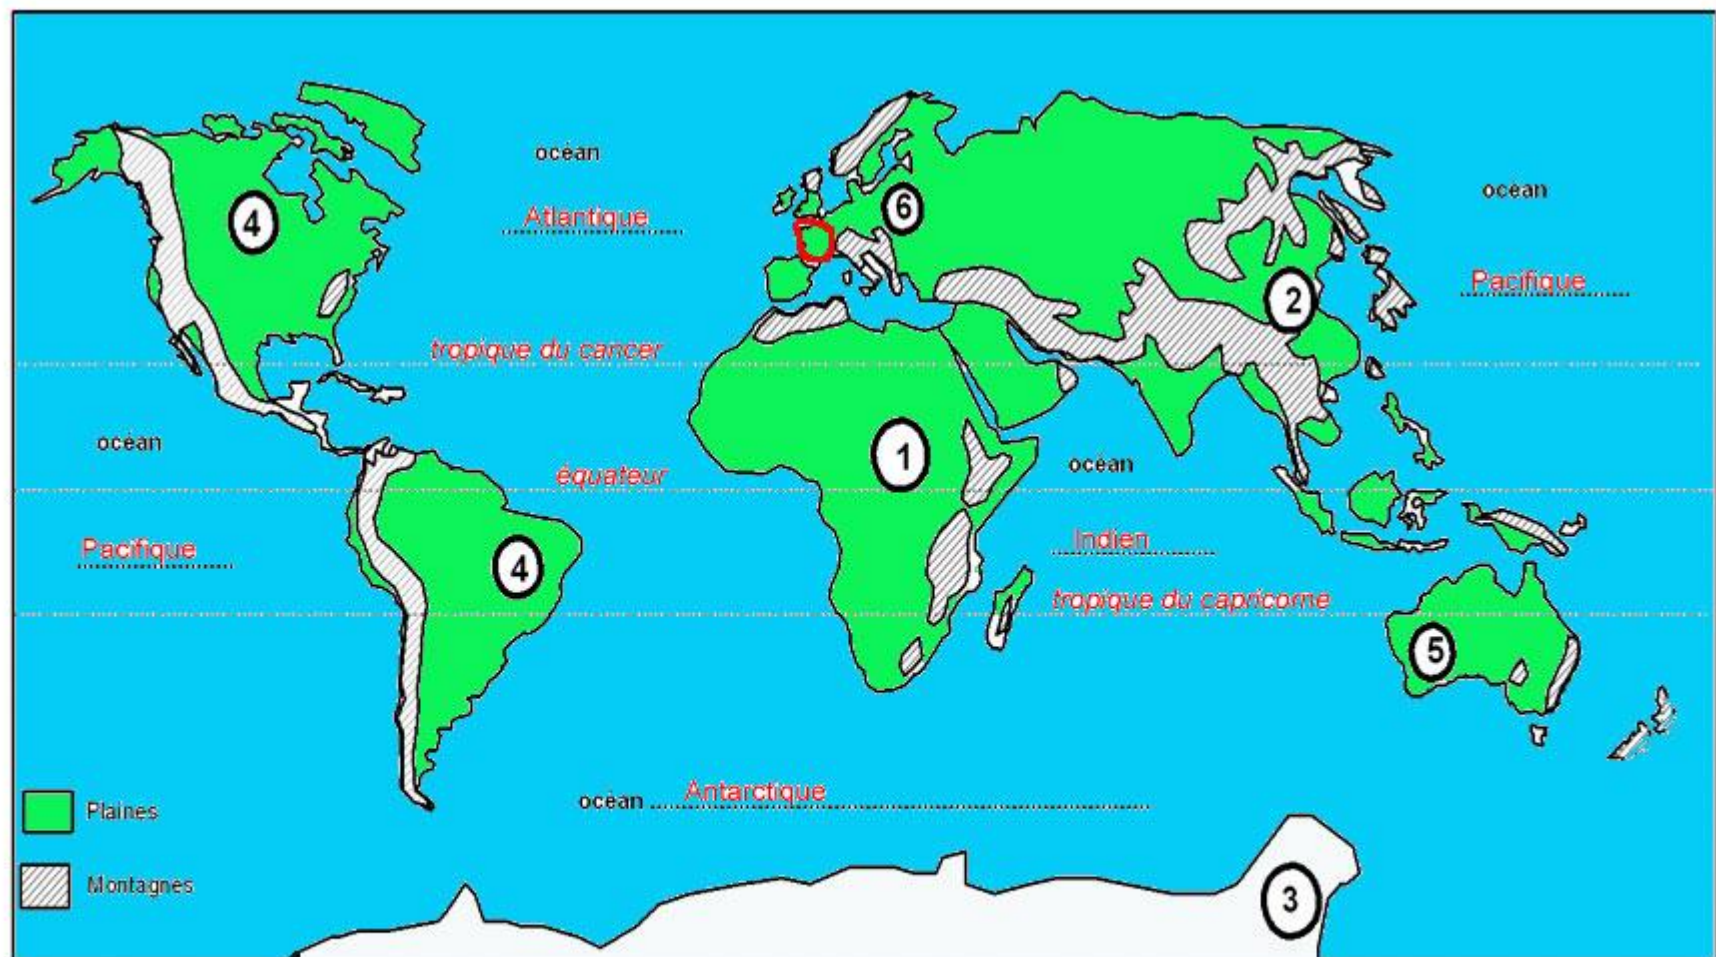 océan
Atlantique
océan
Pacifique
4
6
2
tropique du cancer
océan
1
océan
équateur
Pacifique
4
Indien
tropique du capricorne
5
océan Antarctique
Plaines
Montagnes
3